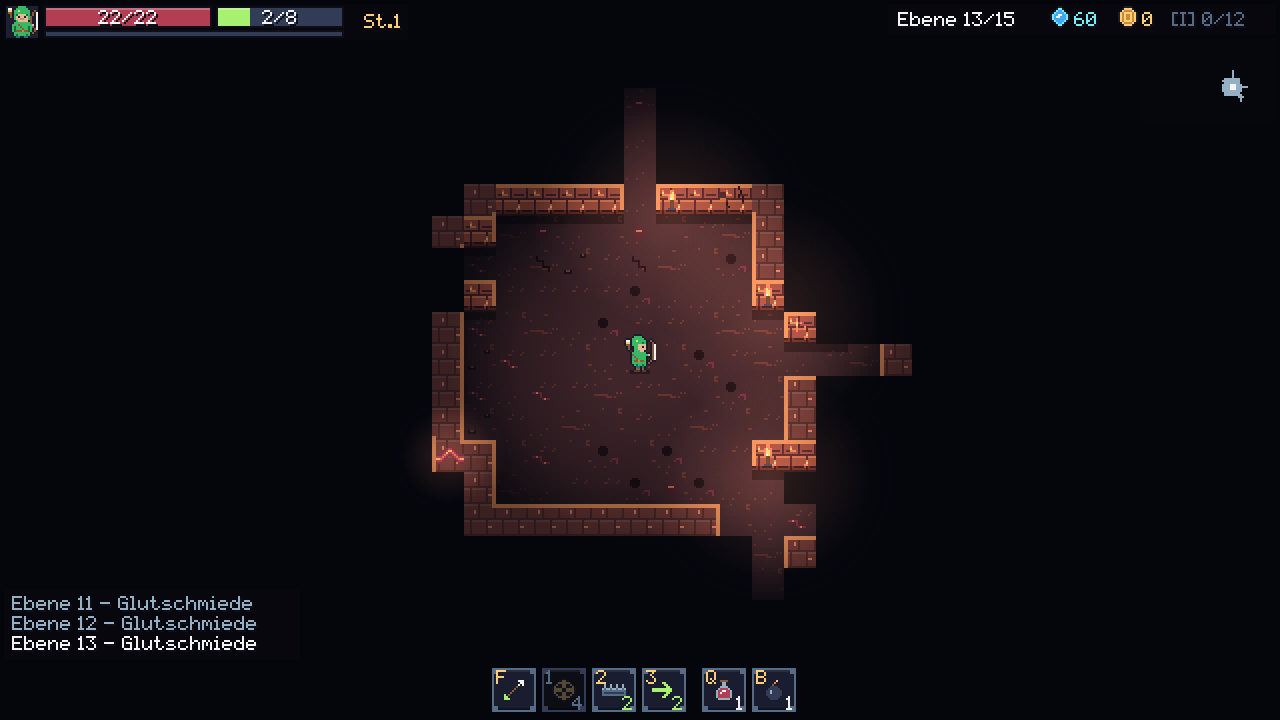 22/22
2/8
St.1
Ebene 13/15
60
0
[I] 0/12
Ebene 11 – Glutschmiede
Ebene 12 – Glutschmiede
Ebene 13 – Glutschmiede
F
1
4
2
2
3
2
Q
1
B
1